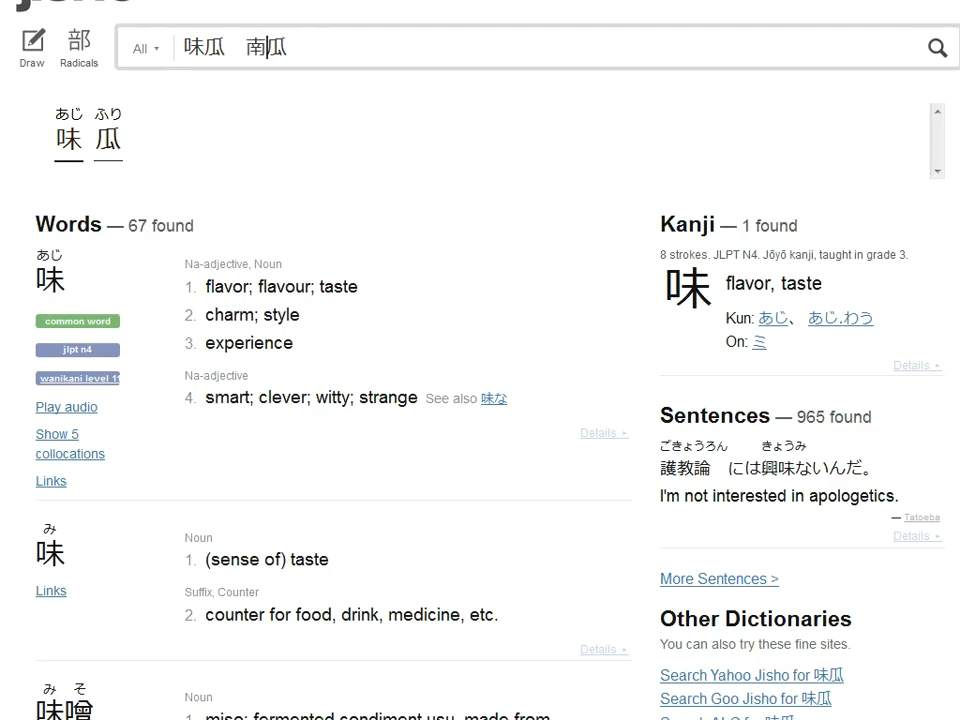 Draw
部
Radicals
All
味瓜 南瓜
あじ ふり
味 瓜
Words — 67 found
あじ
味
common word
jlpt n4
wanikani level 11
Play audio
Show 5
collocations
Links
Na-adjective, Noun
1. flavor; flavour; taste
2. charm; style
3. experience
Na-adjective
4. smart; clever; witty; strange See also 味な
Details
み
味
Links
Noun
1. (sense of) taste
Suffix, Counter
2. counter for food, drink, medicine, etc.
Details
み そ
味噌
Noun
1. miso; fermented condiment usu. made from
Kanji — 1 found
8 strokes. JLPT N4. Jōyō kanji, taught in grade 3.
味
flavor, taste
Kun: あじ、 あじ.わう
On: ミ
Details
Sentences — 965 found
ごきょうろん きょうみ
護教論 には興味ないんだ。
I'm not interested in apologetics.
— Tatoeba
Details
More Sentences >
Other Dictionaries
You can also try these fine sites.
Search Yahoo Jisho for 味瓜
Search Goo Jisho for 味瓜